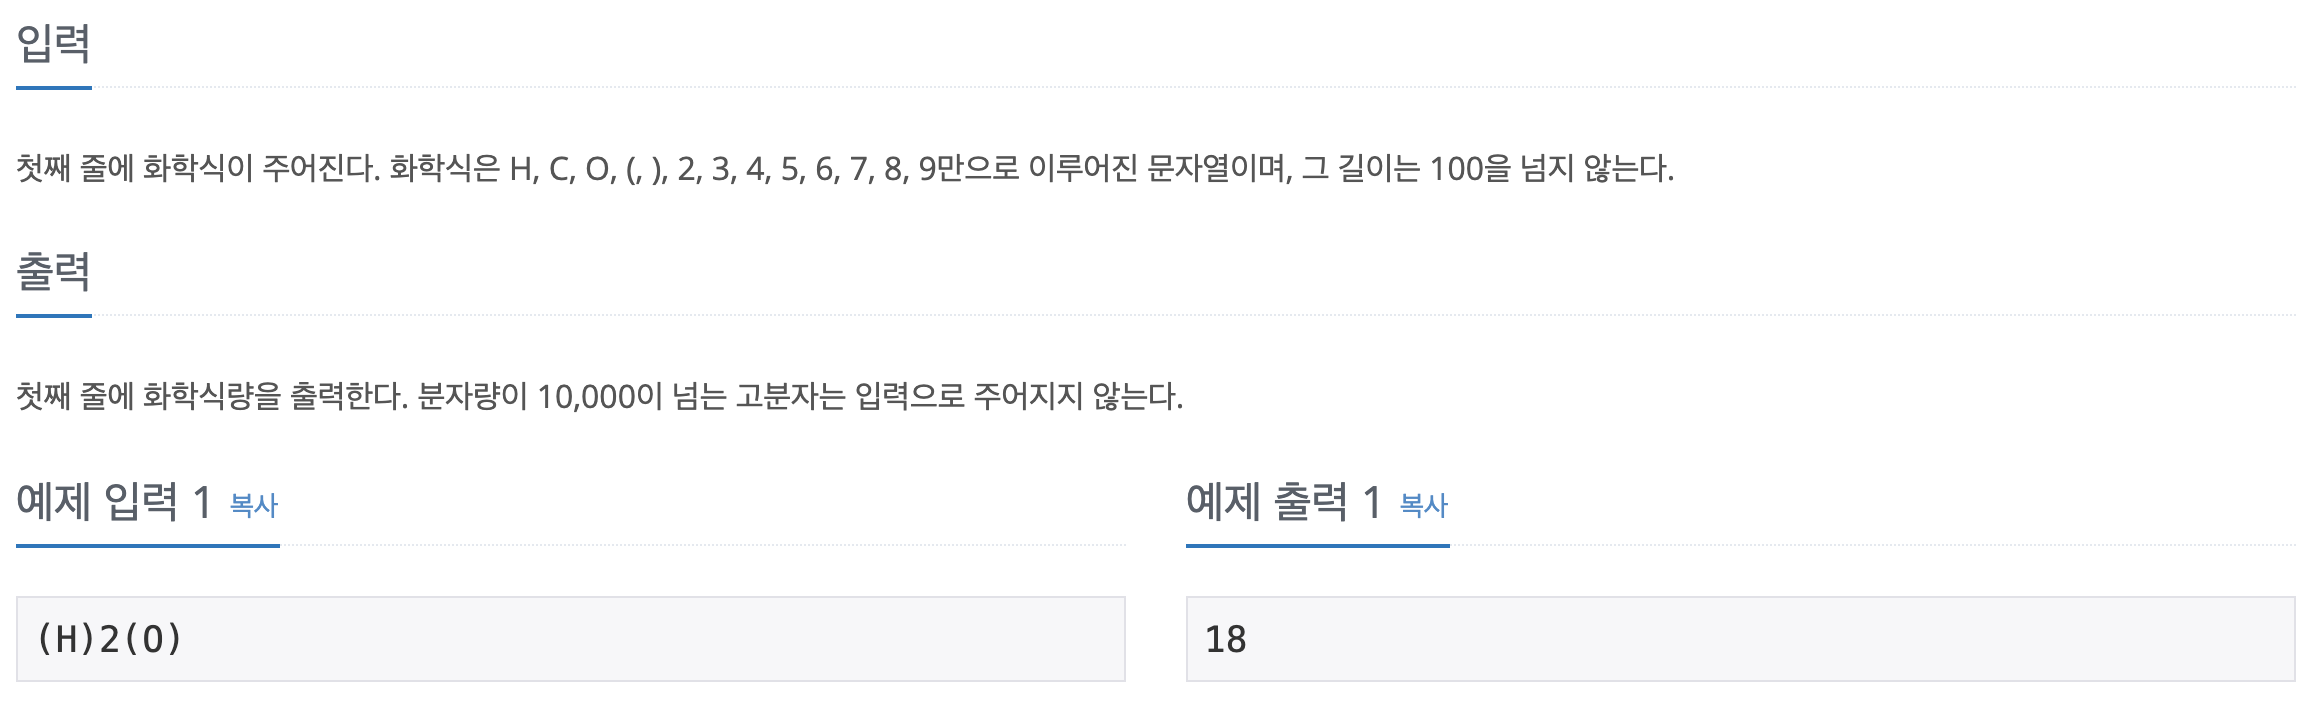 입력
첫째 줄에 화학식이 주어진다. 화학식은 H, C, O, (, ), 2, 3, 4, 5, 6, 7, 8, 9만으로 이루어진 문자열이며, 그 길이는 100을 넘지 않는다.
출력
첫째 줄에 화학식량을 출력한다. 분자량이 10,000이 넘는 고분자는 입력으로 주어지지 않는다.
예제 입력 1 복사
(H)2(O)
예제 출력 1 복사
18